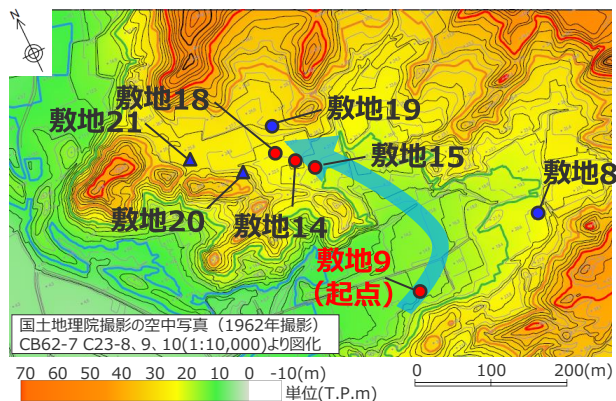 N
敷地18
敷地19
敷地21
敷地15
敷地8
敷地20
敷地14
敷地9
(起点)
国土地理院撮影の空中写真（1962年撮影）
CB62-7 C23-8、9、10(1:10,000)より図化
70 60 50 40 30 20 10 0 -10(m)
単位(T.P.m)
0 100 200(m)